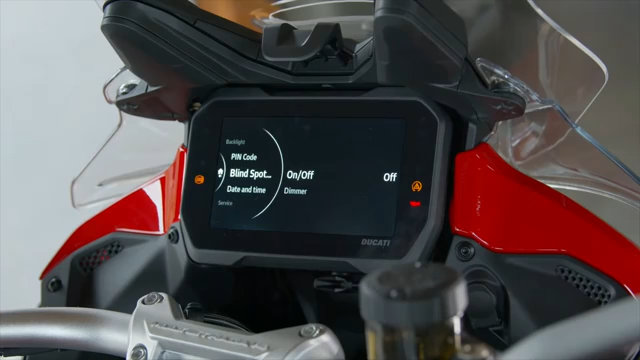 Backlight
PIN Code
Blind Spot... On/Off Off
Date and time Dimmer
Service
DUCATI